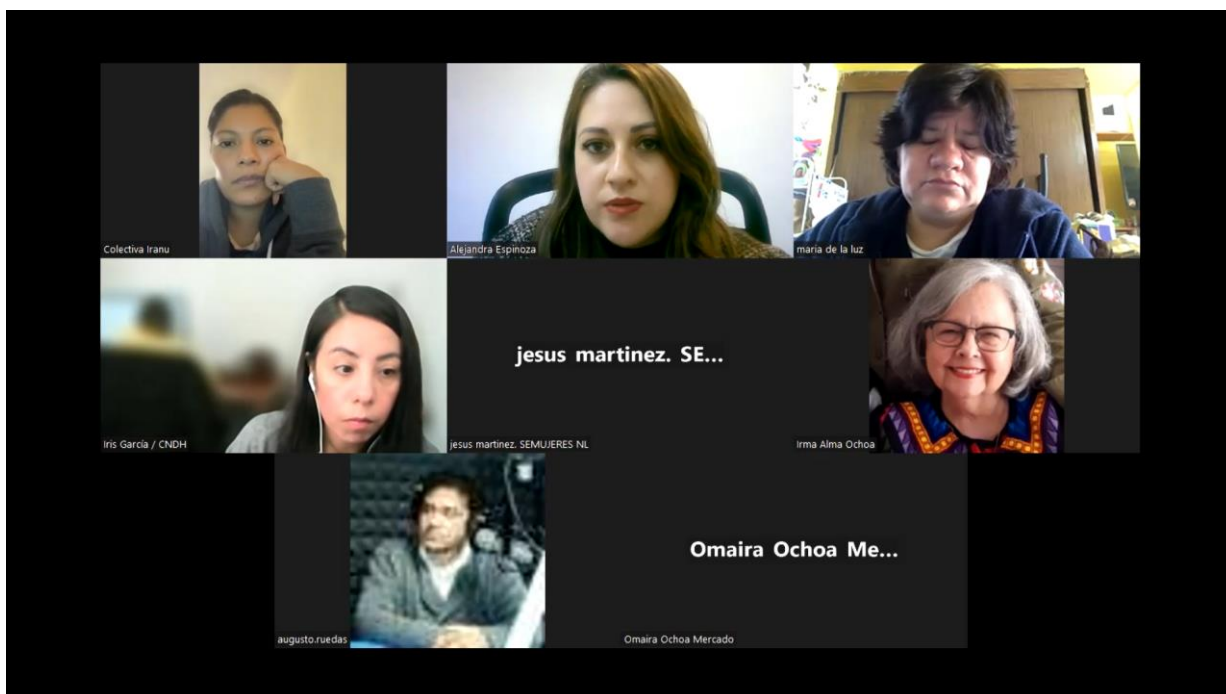 Colectiva Iranu
Alejandra Espinoza
maria de la luz
jesus martinez. SE...
Iris García / CNDH
jesus martinez. SEMUJERES NL
Irma Alma Ochoa
Omaira Ochoa Me...
augusto.ruedas
Omaira Ochoa Mercado